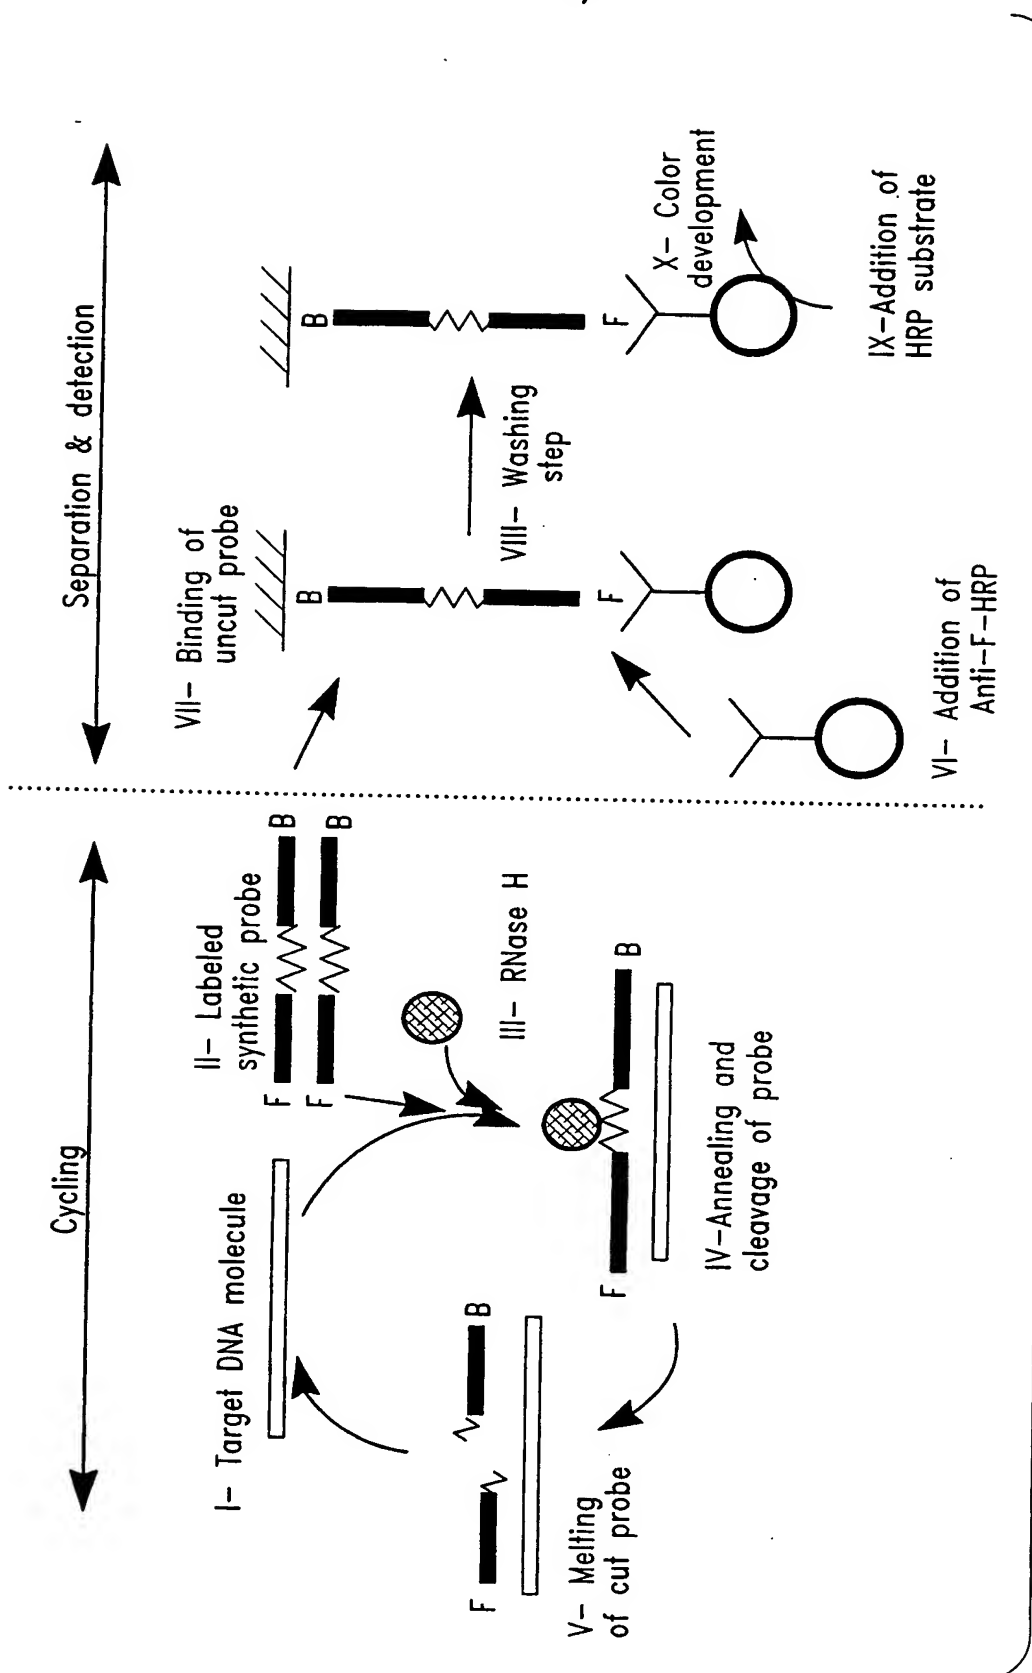 Cycling
Separation & detection
I- Target DNA molecule
II- Labeled
synthetic probe
F
B
F
B
III- RNase H
F
B
IV-Annealing and
cleavage of probe
F
B
V- Melting
of cut probe
VI- Addition of
Anti-F-HRP
VII- Binding of
uncut probe
B
F
VIII- Washing
step
B
F
IX-Addition of
HRP substrate
X- Color
development